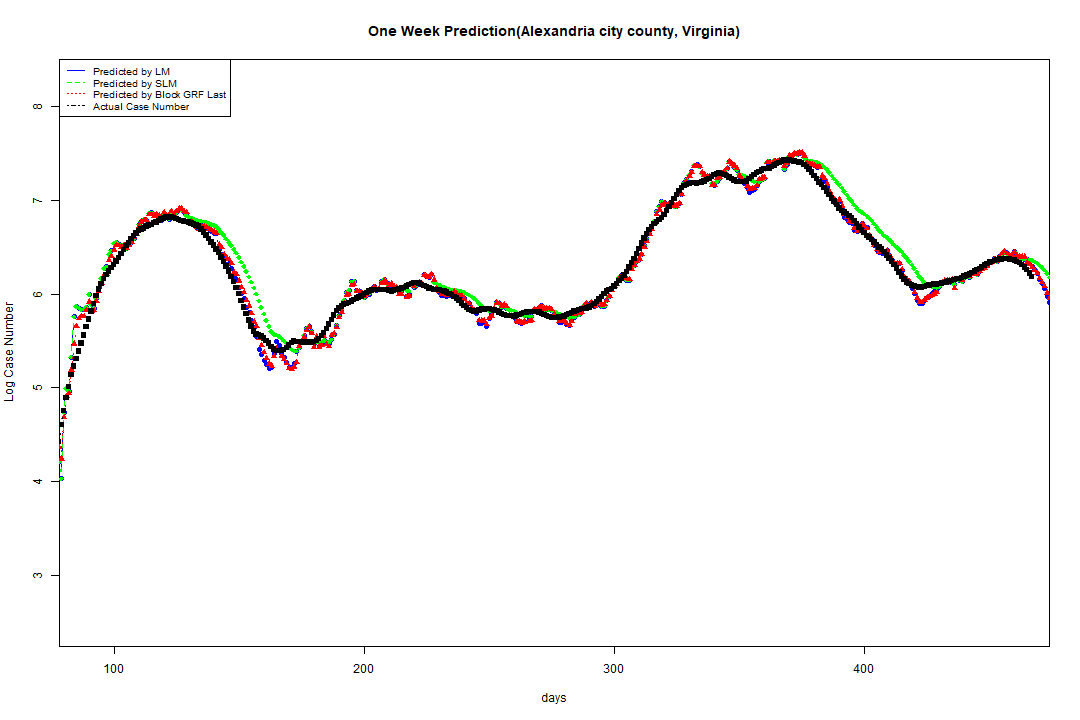 One Week Prediction(Alexandria city county, Virginia)
Predicted by LM
Predicted by SLM
Predicted by Block GRF Last
Actual Case Number
8
7
6
5
4
3
Log Case Number
100 200 300 400
days